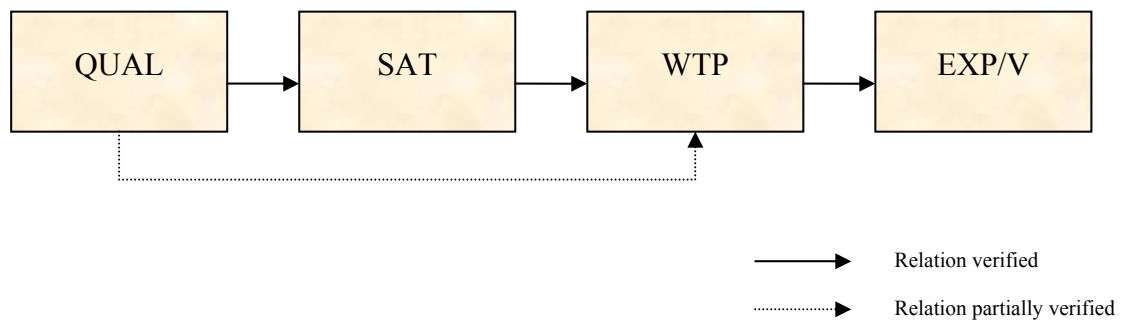 QUAL SAT WTP EXP/V
Relation verified
Relation partially verified